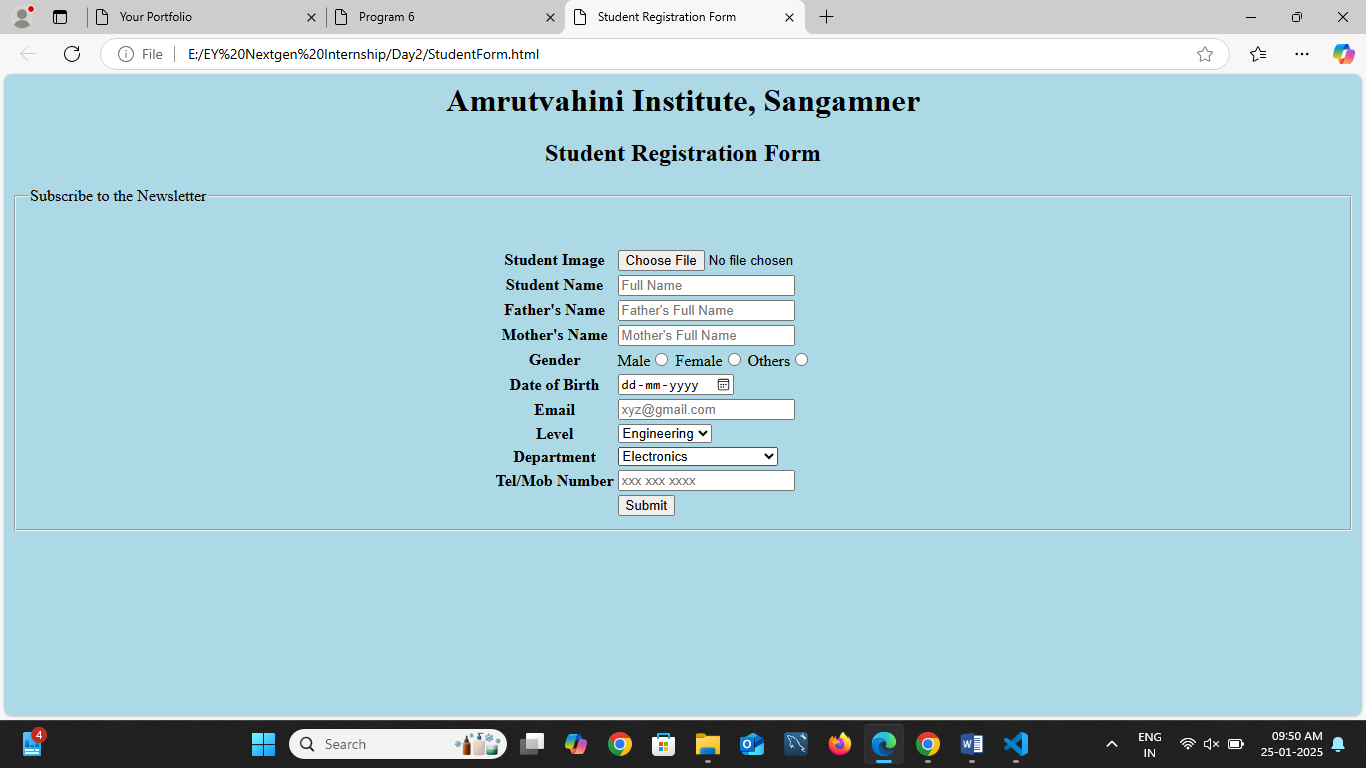 Your Portfolio
Program 6
Student Registration Form
File
E:/EY%20Nextgen%20Internship/Day2/StudentForm.html
Amrutvahini Institute, Sangamner
Student Registration Form
Subscribe to the Newsletter
Student Image Choose File No file chosen
Student Name Full Name
Father's Name Father's Full Name
Mother's Name Mother's Full Name
Gender Male Female Others
Date of Birth dd-mm-yyyy
Email xyz@gmail.com
Level Engineering
Department Electronics
Tel/Mob Number xxx xxx xxxx
Submit
4
Search
ENG
IN
09:50 AM
25-01-2025